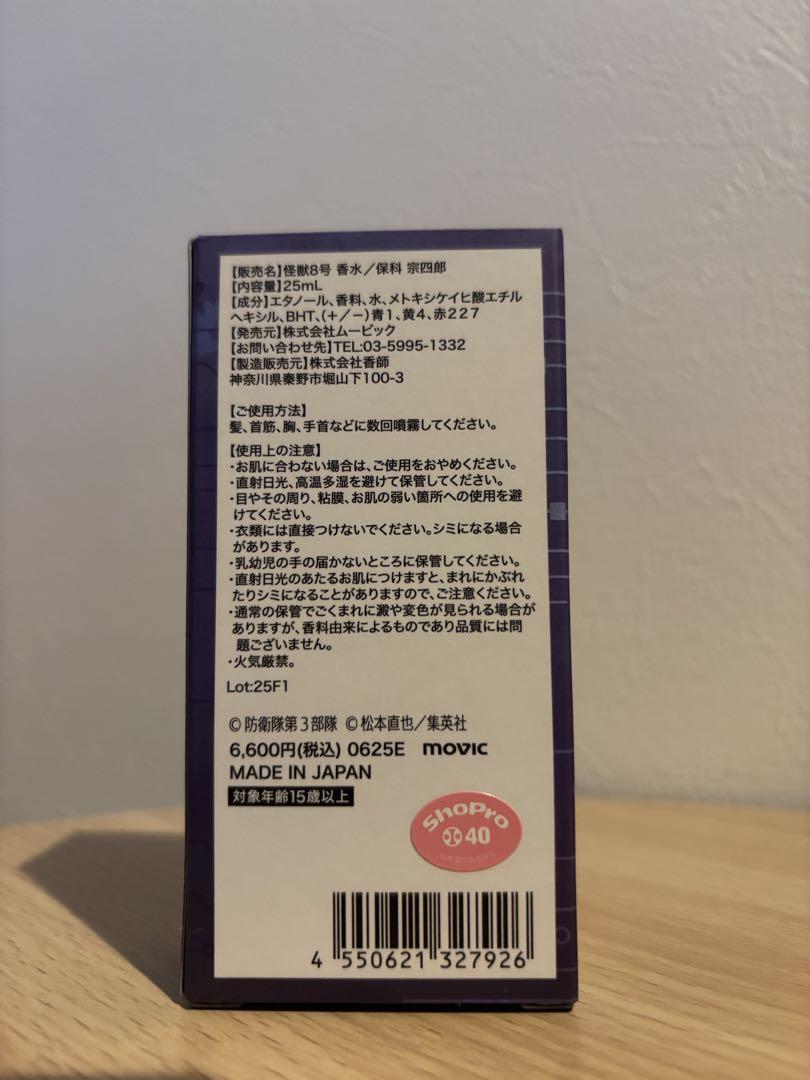 【販売名】怪獣8号 香水／保科 宗四郎
【内容量】25mL
【成分】エタノール、香料、水、メトキシケイヒ酸エチル
ヘキシル、BHT、(+/-)青1、黄4、赤227
【発売元】株式会社ムービック
【お問い合わせ先】TEL:03-5995-1332
【製造販売元】株式会社香師
神奈川県秦野市堀山下100-3
【ご使用方法】
髪、首筋、胸、手首などに数回噴霧してください。
【使用上の注意】
・お肌に合わない場合は、ご使用をおやめください。
・直射日光、高温多湿を避けて保管してください。
・目やその周り、粘膜、お肌の弱い箇所への使用を避
けてください。
・衣類には直接つけないでください。シミになる場合
があります。
・乳幼児の手の届かないところに保管してください。
・直射日光のあたるお肌につけますと、まれにかぶれ
たりシミになることがありますので、ご注意ください。
・通常の保管でごくまれに澱や変色が見られる場合が
ありますが、香料由来によるものであり品質には問
題ございません。
・火気厳禁。
Lot:25F1
© 防衛隊第3部隊 © 松本直也／集英社
6,600円(税込) 0625E movic
MADE IN JAPAN
対象年齢15歳以上
ShoPro
40
4 550621 327926